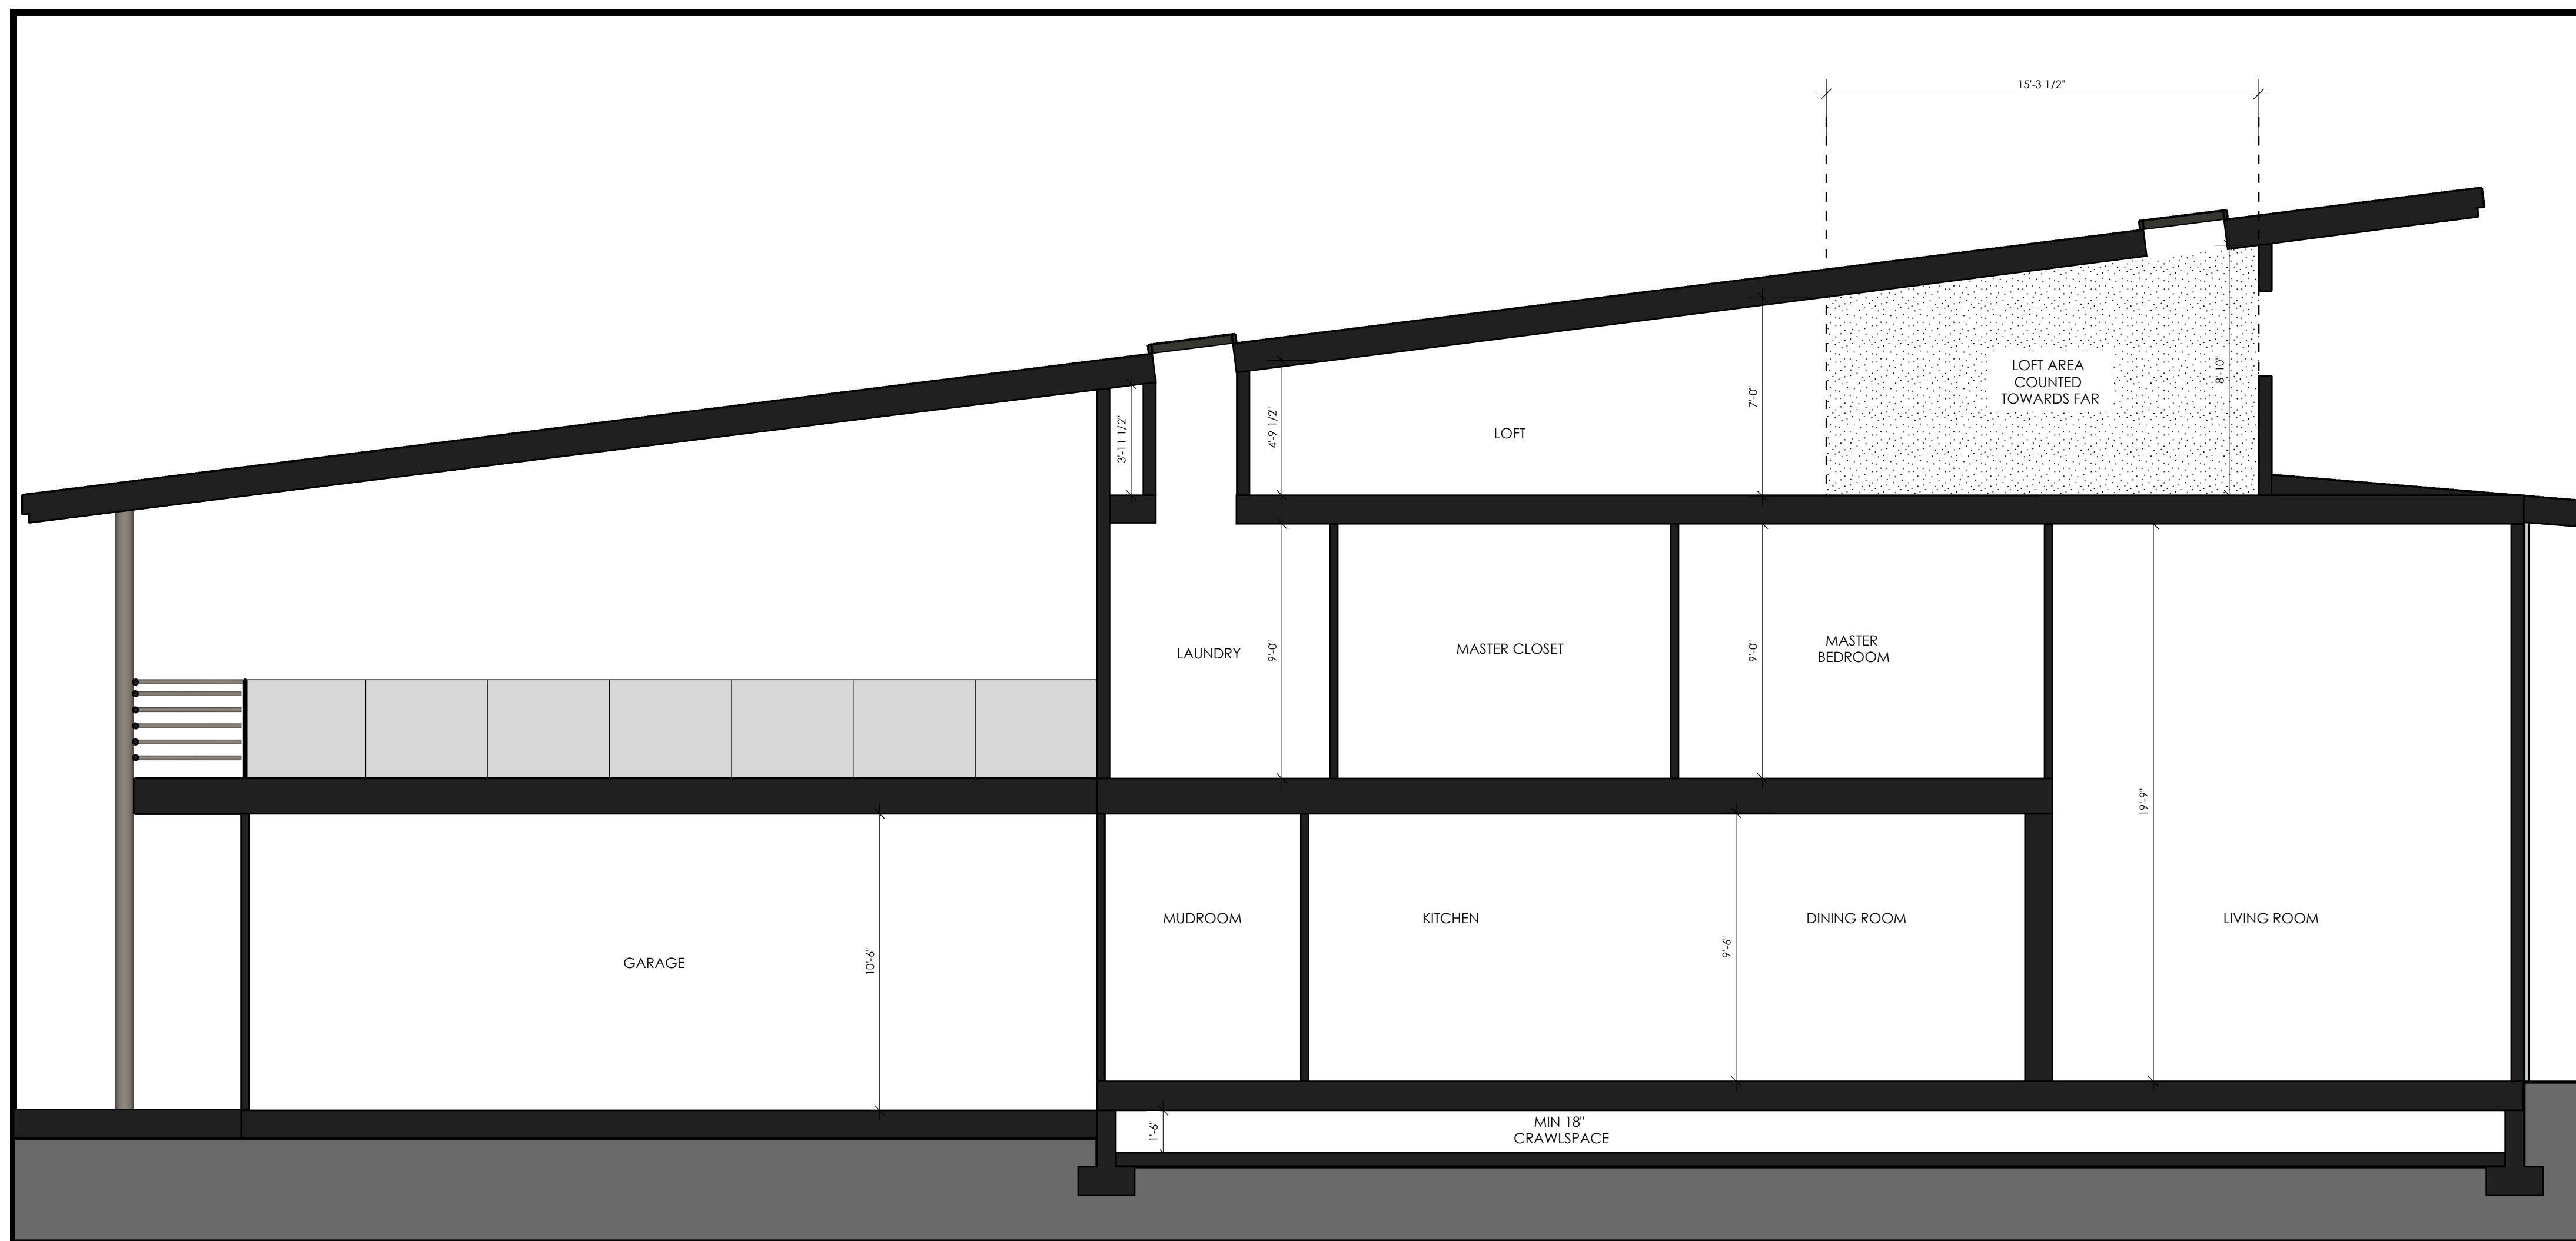 15'-3 1/2"
LOFT AREA
COUNTED
TOWARDS FAR
8'-10"
7'-0"
3'-11 1/2"
4'-9 1/2"
LOFT
LAUNDRY
9'-0"
MASTER CLOSET
9'-0"
MASTER
BEDROOM
19'-9"
GARAGE
10'-6"
MUDROOM
KITCHEN
9'-6"
DINING ROOM
LIVING ROOM
1'-6"
MIN 18"
CRAWLSPACE